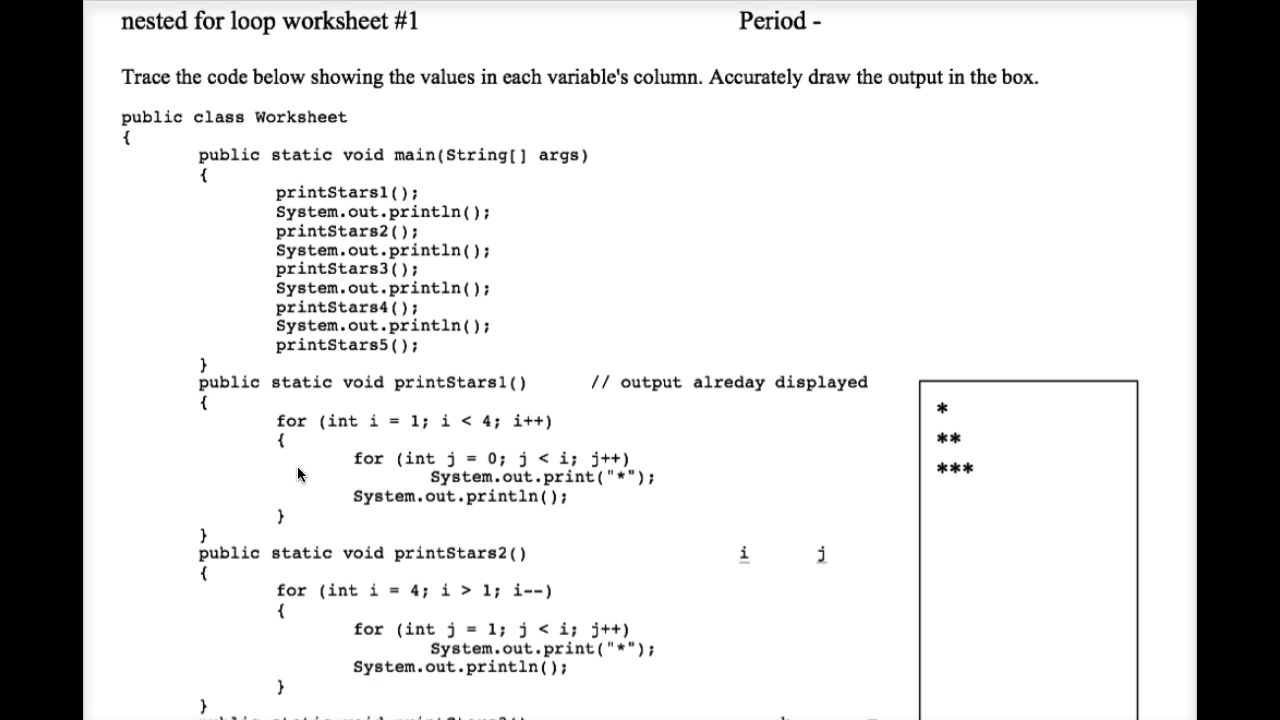 nested for loop worksheet #1 Period -
Trace the code below showing the values in each variable's column. Accurately draw the output in the box.
public class Worksheet
{
public static void main(String[] args)
{
printStars1();
System.out.println();
printStars2();
System.out.println();
printStars3();
System.out.println();
printStars4();
System.out.println();
printStars5();
}
public static void printStars1() // output alreday displayed
{
*
for (int i = 1; i < 4; i++)
{
**
for (int j = 0; j < i; j++)
***
System.out.print("*");
System.out.println();
}
}
public static void printStars2() i j
{
for (int i = 4; i > 1; i--)
{
for (int j = 1; j < i; j++)
System.out.print("*");
System.out.println();
}
}